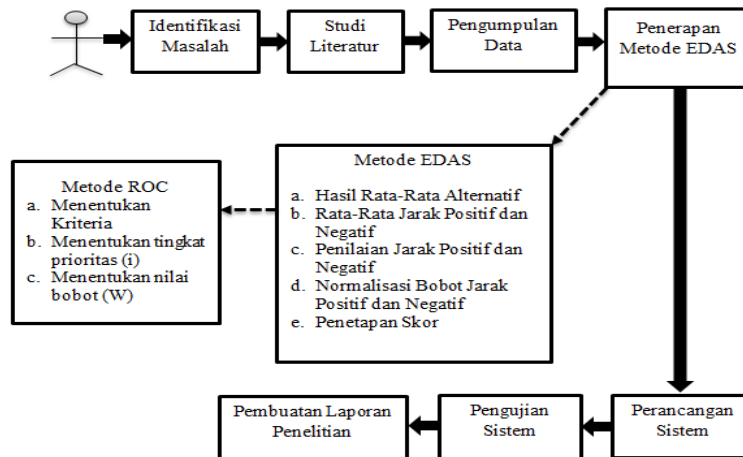 Identifikasi
Masalah
Studi
Literatur
Pengumpulan
Data
Penerapan
Metode EDAS
Metode EDAS
a. Hasil Rata-Rata Alternatif
b. Rata-Rata Jarak Positif dan
Negatif
c. Penilaian Jarak Positif dan
Negatif
d. Normalisasi Bobot Jarak
Positif dan Negatif
e. Penetapan Skor
Metode ROC
a. Menentukan
Kriteria
b. Menentukan tingkat
prioritas (i)
c. Menentukan nilai
bobot (W)
Perancangan
Sistem
Pengujian
Sistem
Pembuatan Laporan
Penelitian